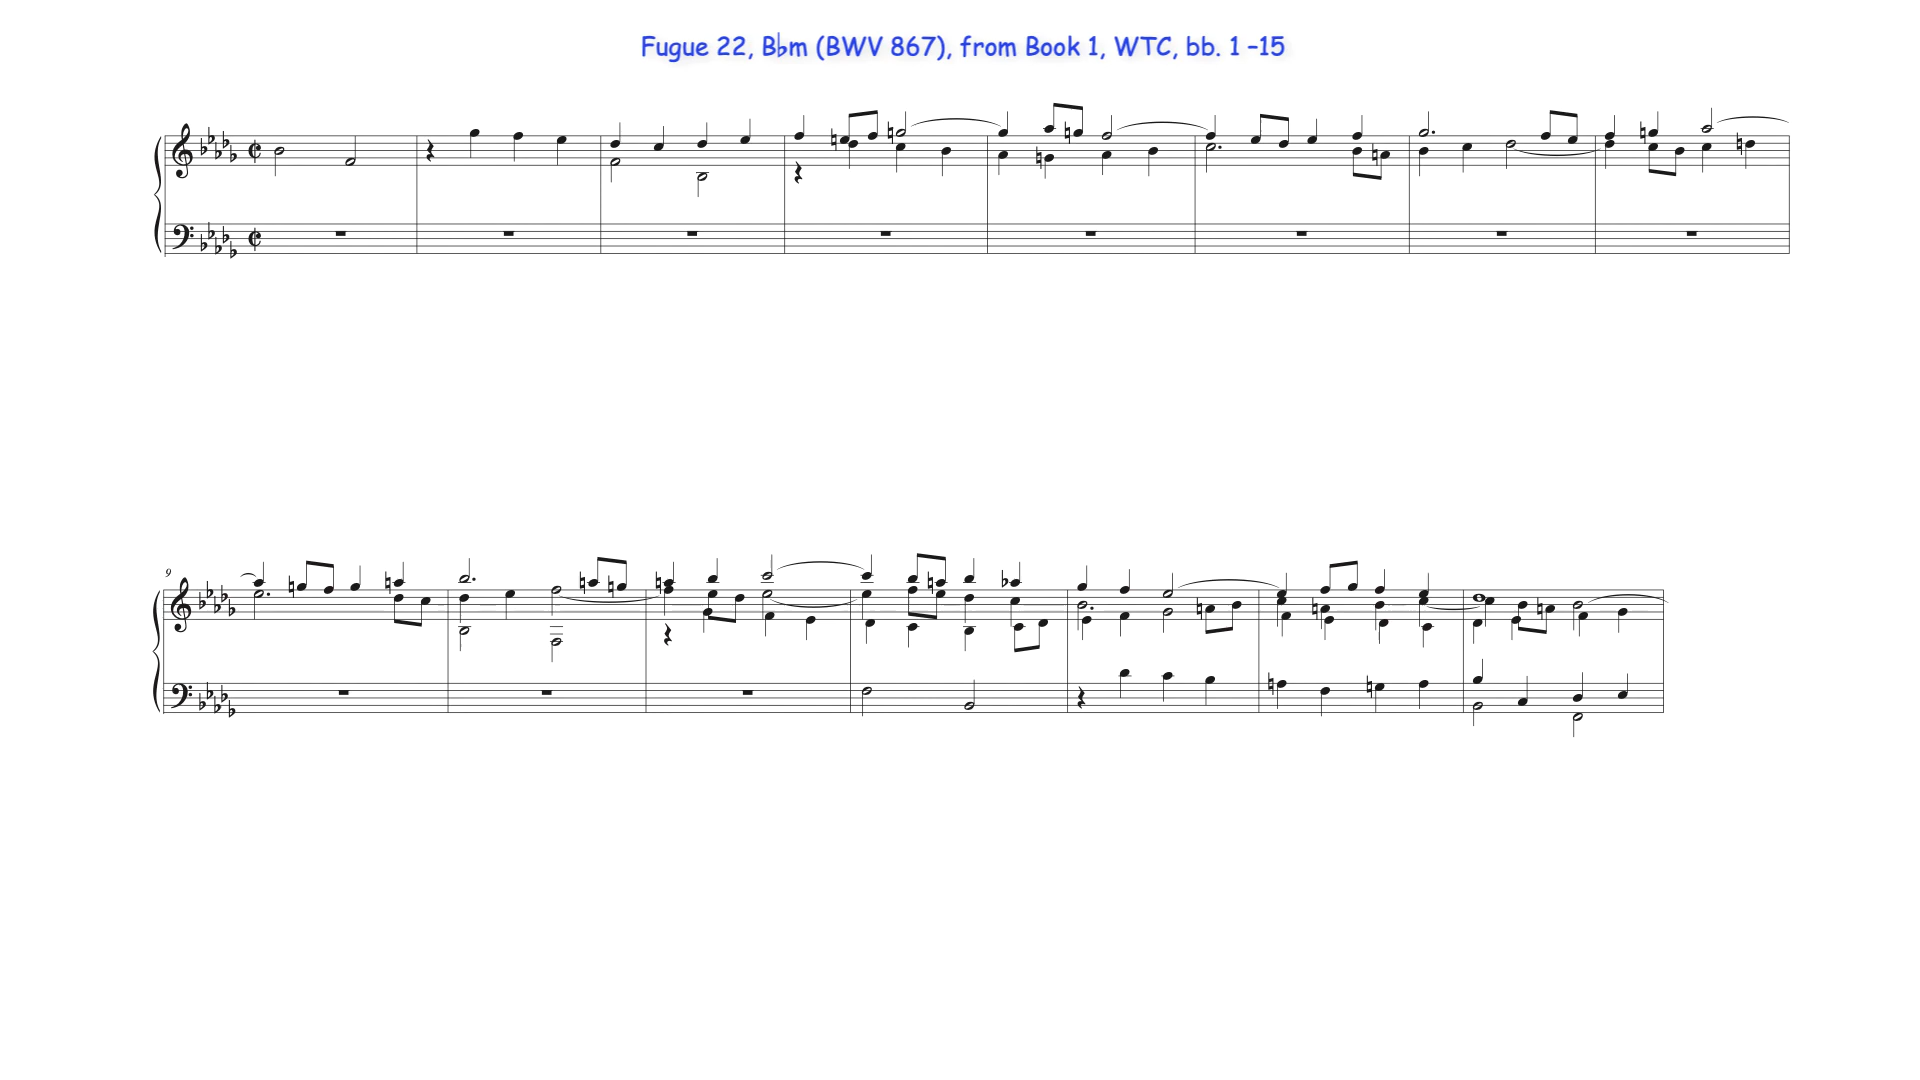 Fugue 22, B♭m (BWV 867), from Book 1, WTC, bb. 1 –15
9